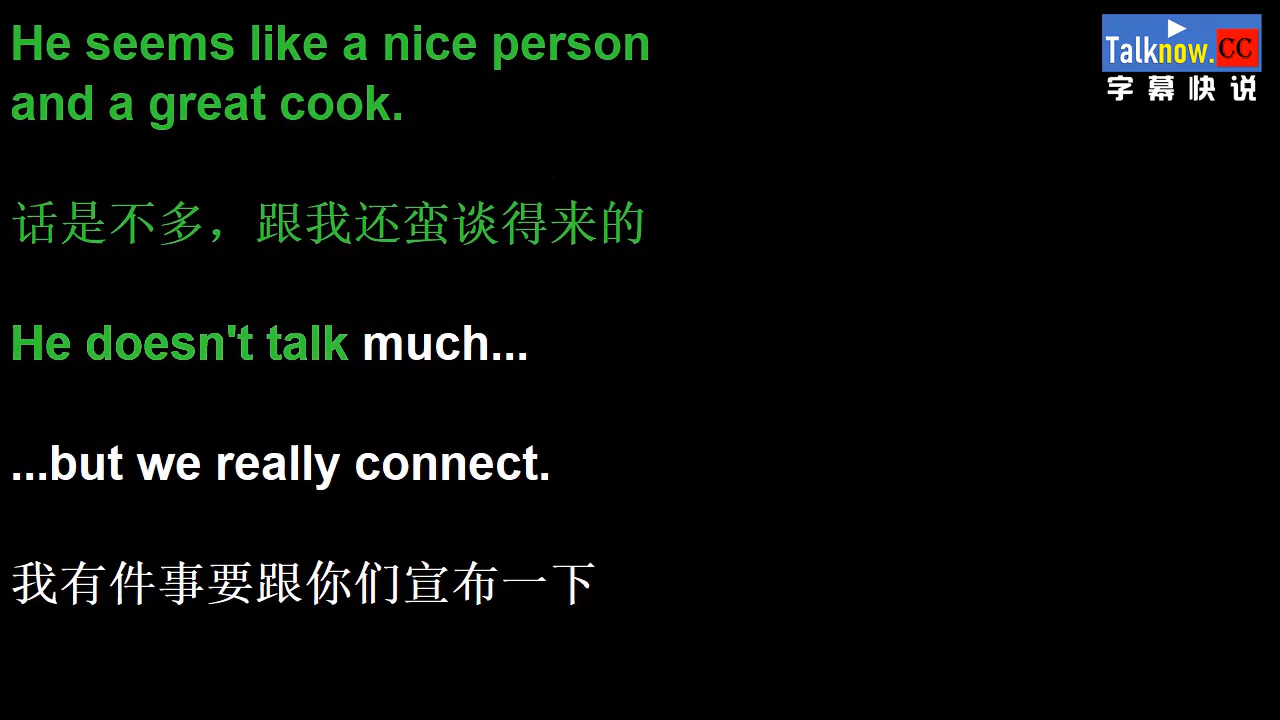 He seems like a nice person
and a great cook.
话是不多，跟我还蛮谈得来的
He doesn't talk much...
...but we really connect.
我有件事要跟你们宣布一下
Talknow.CC
字幕快说